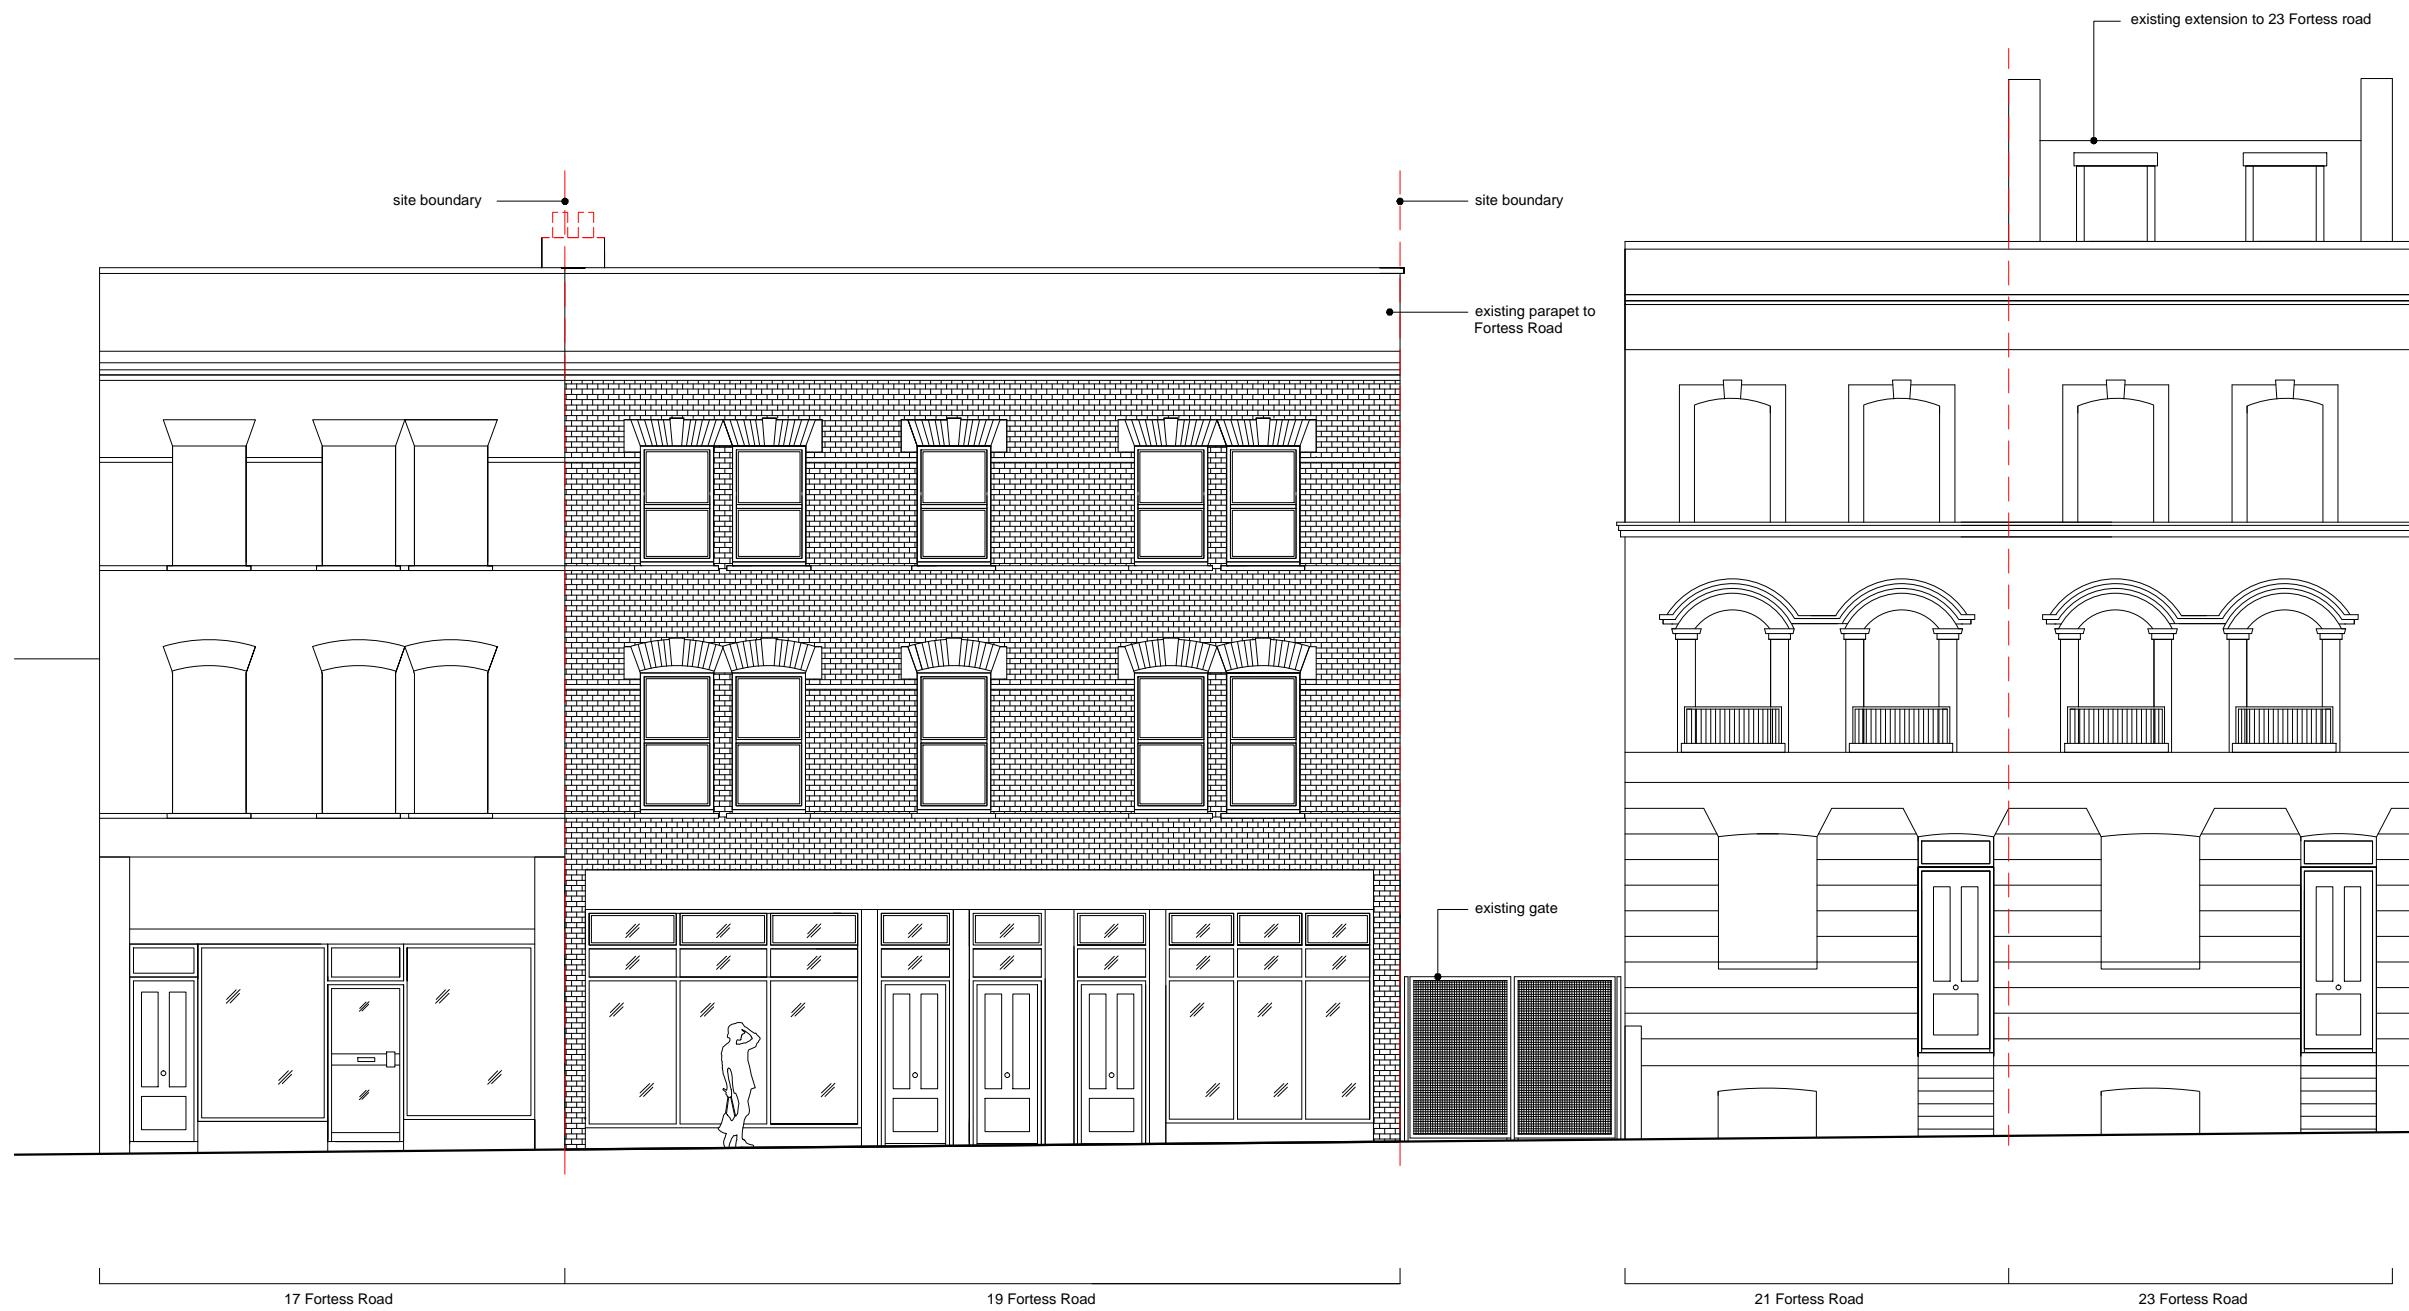 existing extension to 23 Fortess road
site boundary
site boundary
existing parapet to
Fortess Road
existing gate
17 Fortess Road
19 Fortess Road
21 Fortess Road
23 Fortess Road